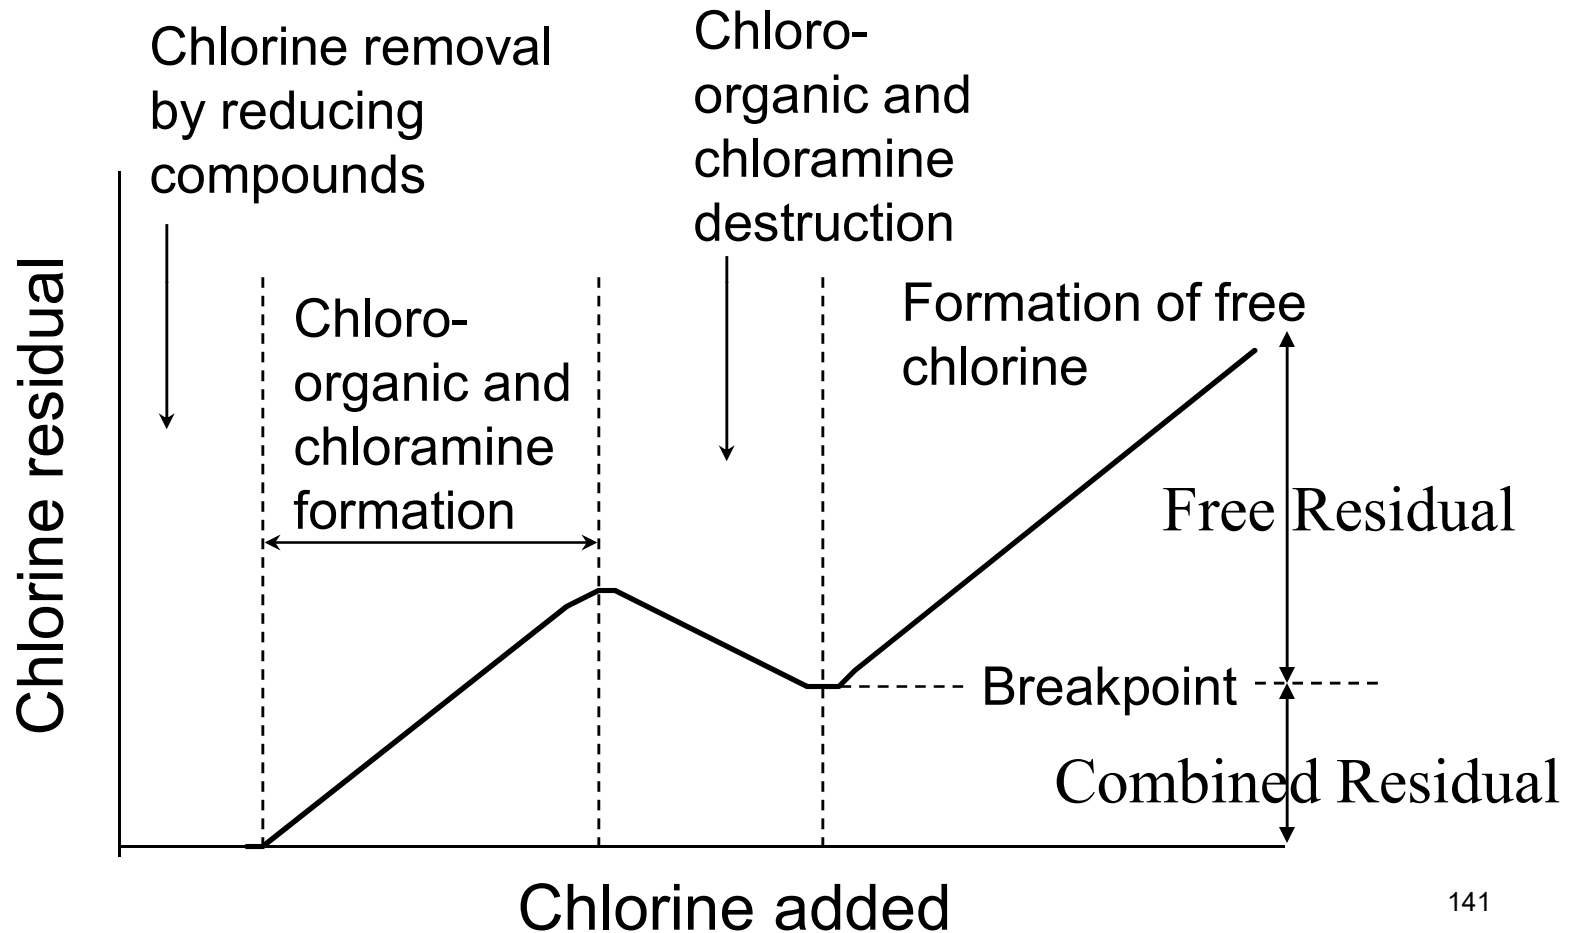 Chlorine removal
by reducing
compounds
Chloro-
organic and
chloramine
destruction
Chloro-
organic and
chloramine
formation
Formation of free
chlorine
Free Residual
Breakpoint
Combined Residual
Chlorine residual
Chlorine added
141